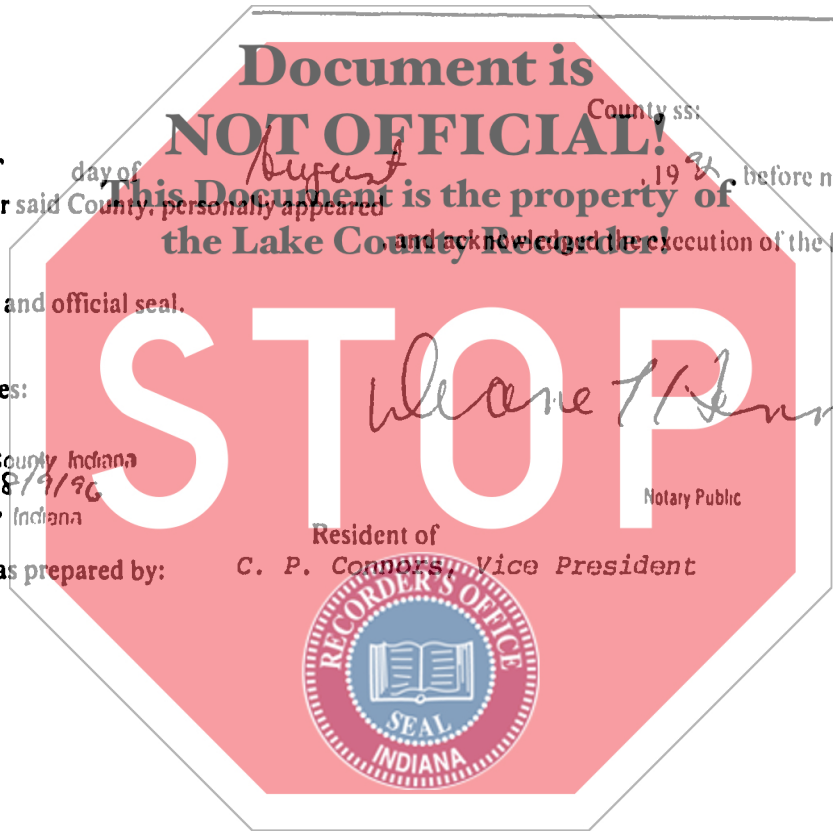 Document is
County ss:
NOT OFFICIAL!
day of August , 19 before
This Document is the property of
r said County, personally appeared
the Lake County Recorder!
, and acknowledged the execution of the
and official seal.
STOP
es:
County Indiana
8/9/96
Indiana
Notary Public
Resident of
as prepared by: C. P. Connors, Vice President
RECORDER'S OFFICE
SEAL
INDIANA